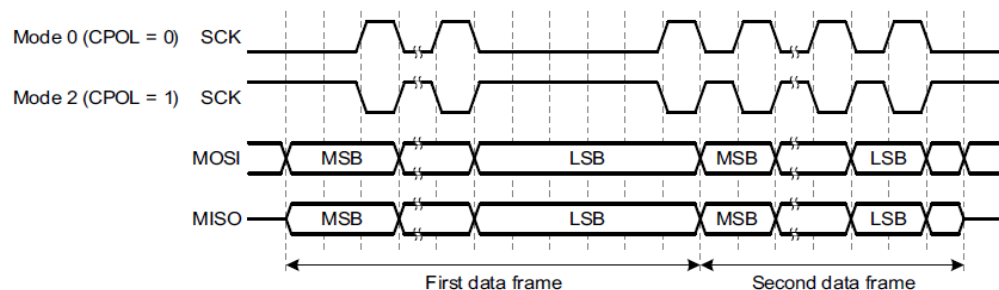 Mode 0 (CPOL = 0) SCK
Mode 2 (CPOL = 1) SCK
MOSI MSB LSB MSB LSB
MISO MSB LSB MSB LSB
First data frame Second data frame